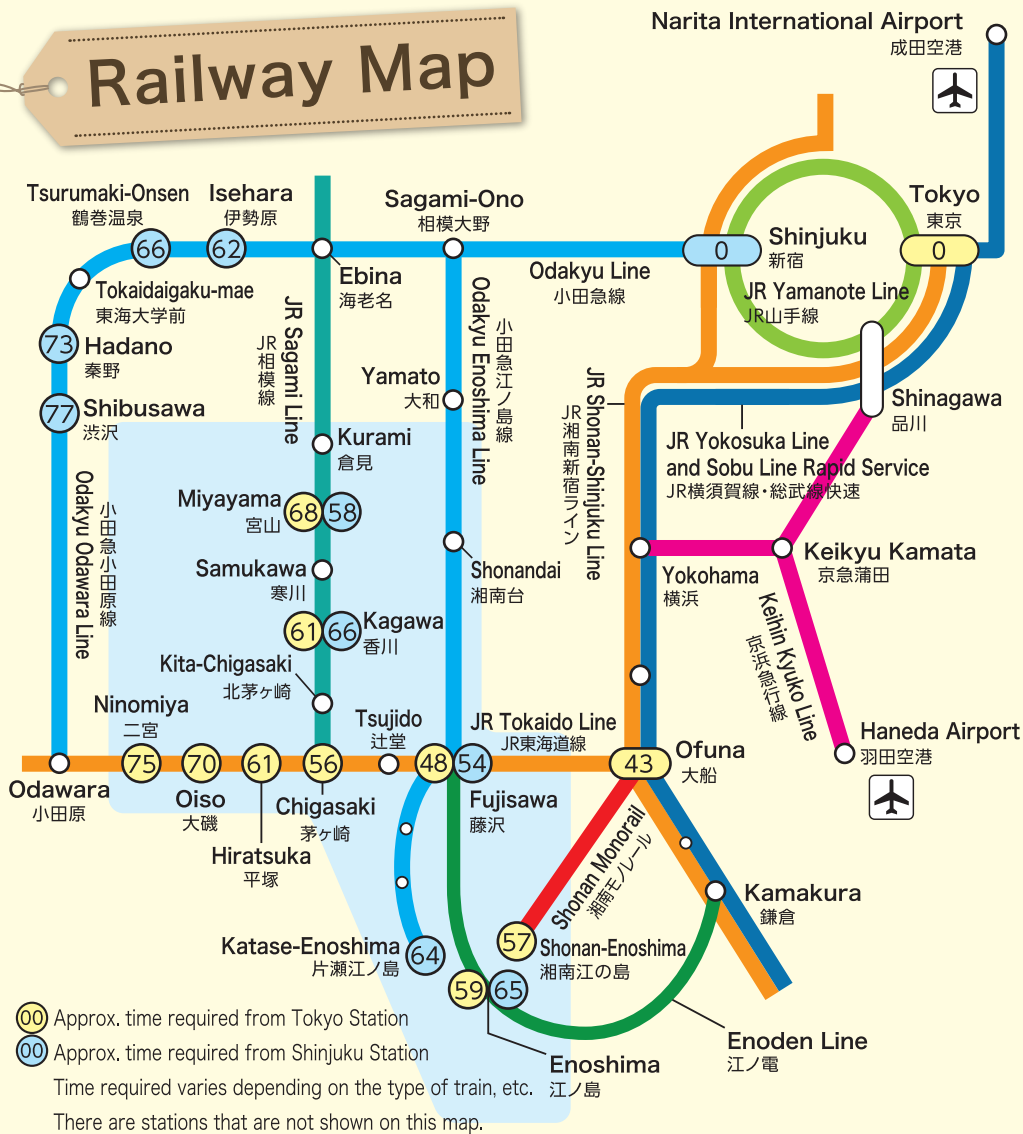 Railway Map
Narita International Airport
成田空港
Tsurumaki-Onsen
鶴巻温泉
Isehara
伊勢原
Sagami-Ono
相模大野
Tokyo
東京
66
62
0
0
Shinjuku
新宿
Ebina
海老名
Odakyu Line
小田急線
Tokaidaigaku-mae
東海大学前
JR Yamanote Line
JR山手線
73
Hadano
秦野
JR Sagami Line
JR相模線
Odakyu Enoshima Line
小田急江ノ島線
Yamato
大和
JR Shonan-Shinjuku Line
JR湘南新宿ライン
Shinagawa
品川
77
Shibusawa
渋沢
Kurami
倉見
JR Yokosuka Line
and Sobu Line Rapid Service
JR横須賀線・総武線快速
Odakyu Odawara Line
小田急小田原線
Miyayama
宮山
68
58
Samukawa
寒川
Shonandai
湘南台
Yokohama
横浜
Keikyu Kamata
京急蒲田
61
66
Kagawa
香川
Keihin Kyuko Line
京浜急行線
Kita-Chigasaki
北茅ヶ崎
Ninomiya
二宮
Tsujido
辻堂
JR Tokaido Line
JR東海道線
Haneda Airport
羽田空港
75
70
61
56
48
54
43
Ofuna
大船
Odawara
小田原
Oiso
大磯
Chigasaki
茅ヶ崎
Fujisawa
藤沢
Hiratsuka
平塚
Shonan Monorail
湘南モノレール
Kamakura
鎌倉
Katase-Enoshima
片瀬江ノ島
64
57
Shonan-Enoshima
湘南江の島
59
65
Enoden Line
江ノ電
Enoshima
江ノ島
00 Approx. time required from Tokyo Station
00 Approx. time required from Shinjuku Station
Time required varies depending on the type of train, etc.
There are stations that are not shown on this map.